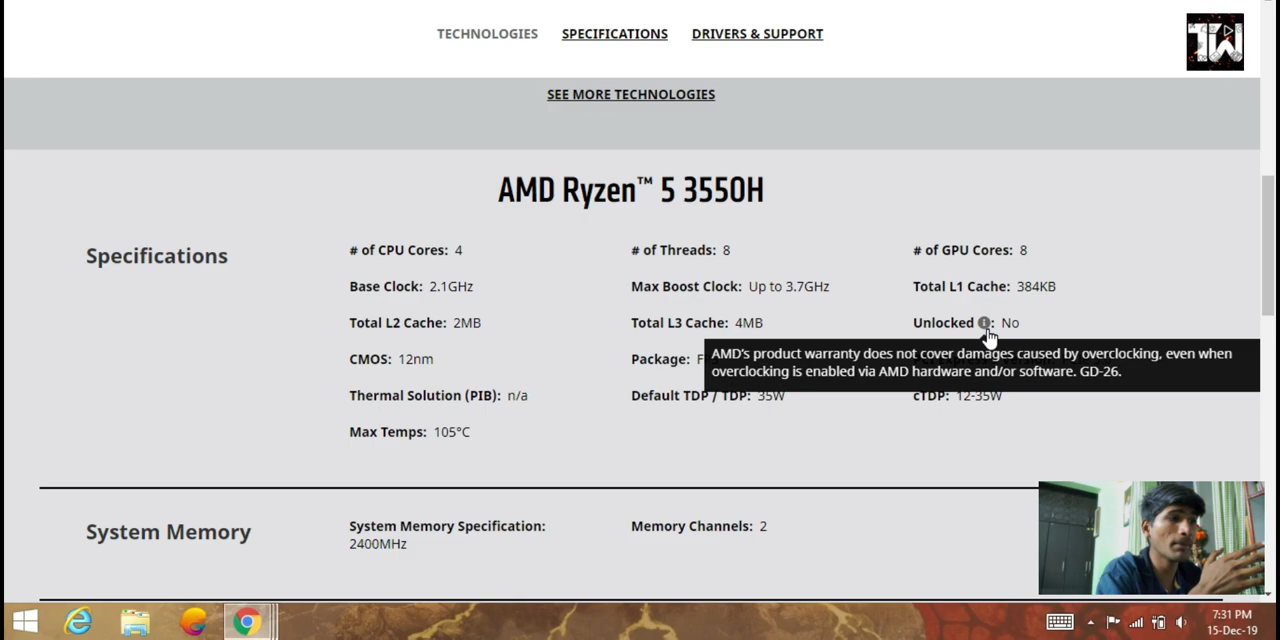 TECHNOLOGIES SPECIFICATIONS DRIVERS & SUPPORT
TW
SEE MORE TECHNOLOGIES
AMD Ryzen™ 5 3550H
Specifications
# of CPU Cores: 4 # of Threads: 8 # of GPU Cores: 8
Base Clock: 2.1GHz Max Boost Clock: Up to 3.7GHz Total L1 Cache: 384KB
Total L2 Cache: 2MB Total L3 Cache: 4MB Unlocked i: No
CMOS: 12nm Package: F
AMD's product warranty does not cover damages caused by overclocking, even when
overclocking is enabled via AMD hardware and/or software. GD-26.
Thermal Solution (PIB): n/a Default TDP / TDP: 35W cTDP: 12-35W
Max Temps: 105°C
System Memory
System Memory Specification: Memory Channels: 2
2400MHz
7:31 PM
15-Dec-19